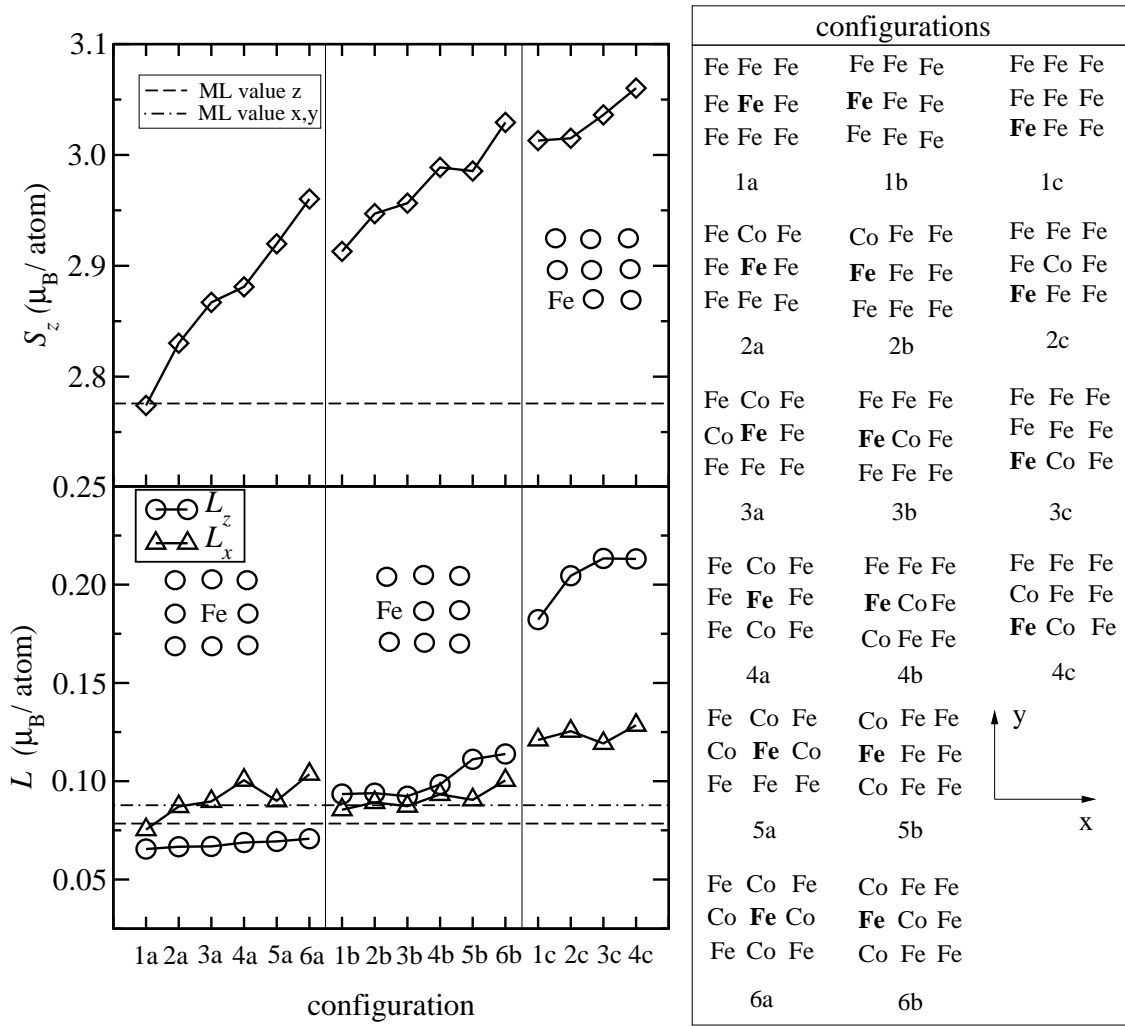 3.1
ML value z
ML value x,y
3.0
2.9
2.8
S_z (μ_B/ atom)
Fe
0.25
L_z
L_x
0.20
Fe
Fe
0.15
0.10
0.05
L (μ_B/ atom)
1a 2a 3a 4a 5a 6a 1b 2b 3b 4b 5b 6b 1c 2c 3c 4c
configuration
configurations
Fe Fe Fe Fe Fe Fe Fe Fe Fe
Fe Fe Fe Fe Fe Fe Fe Fe Fe
Fe Fe Fe Fe Fe Fe Fe Fe Fe
1a 1b 1c
Fe Co Fe Co Fe Fe Fe Fe Fe
Fe Fe Fe Fe Fe Fe Fe Co Fe
Fe Fe Fe Fe Fe Fe Fe Fe Fe
2a 2b 2c
Fe Co Fe Fe Fe Fe Fe Fe Fe
Co Fe Fe Fe Co Fe Fe Fe Fe
Fe Fe Fe Fe Fe Fe Fe Co Fe
3a 3b 3c
Fe Co Fe Fe Fe Fe Fe Fe Fe
Fe Fe Fe Fe Co Fe Co Fe Fe
Fe Co Fe Co Fe Fe Fe Co Fe
4a 4b 4c
Fe Co Fe Co Fe Fe
Co Fe Co Fe Fe Fe
Fe Fe Fe Co Fe Fe
5a 5b
y
x
Fe Co Fe Co Fe Fe
Co Fe Co Fe Co Fe
Fe Co Fe Co Fe Fe
6a 6b